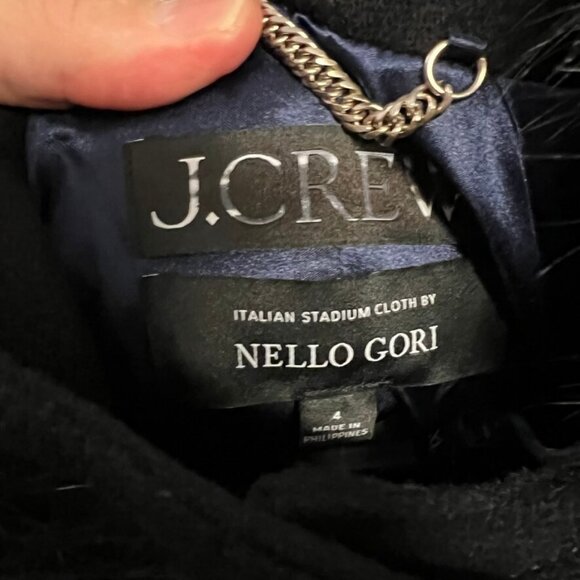 J.CREW
ITALIAN STADIUM CLOTH BY
NELLO GORI
4
MADE IN
PHILIPPINES